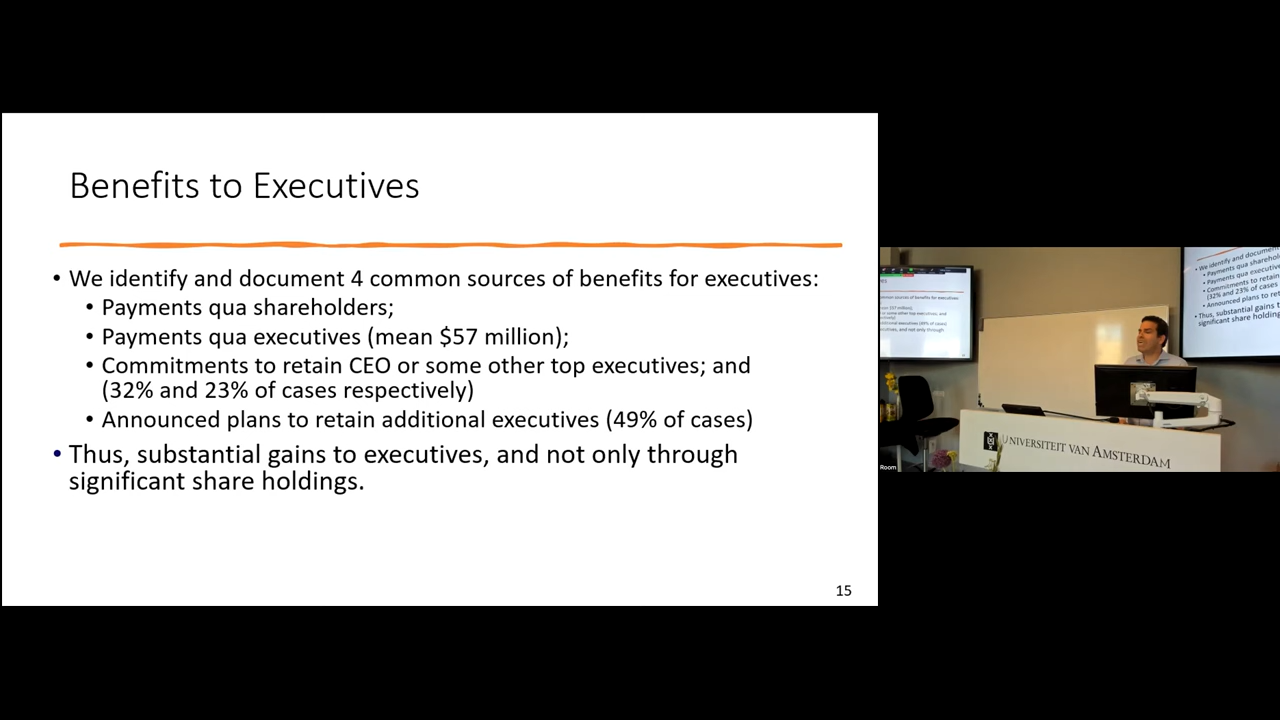 Benefits to Executives
• We identify and document 4 common sources of benefits for executives:
• Payments qua shareholders;
• Payments qua executives (mean $57 million);
• Commitments to retain CEO or some other top executives; and
(32% and 23% of cases respectively)
• Announced plans to retain additional executives (49% of cases)
• Thus, substantial gains to executives, and not only through
significant share holdings.
15
UNIVERSITEIT VAN AMSTERDAM
Room